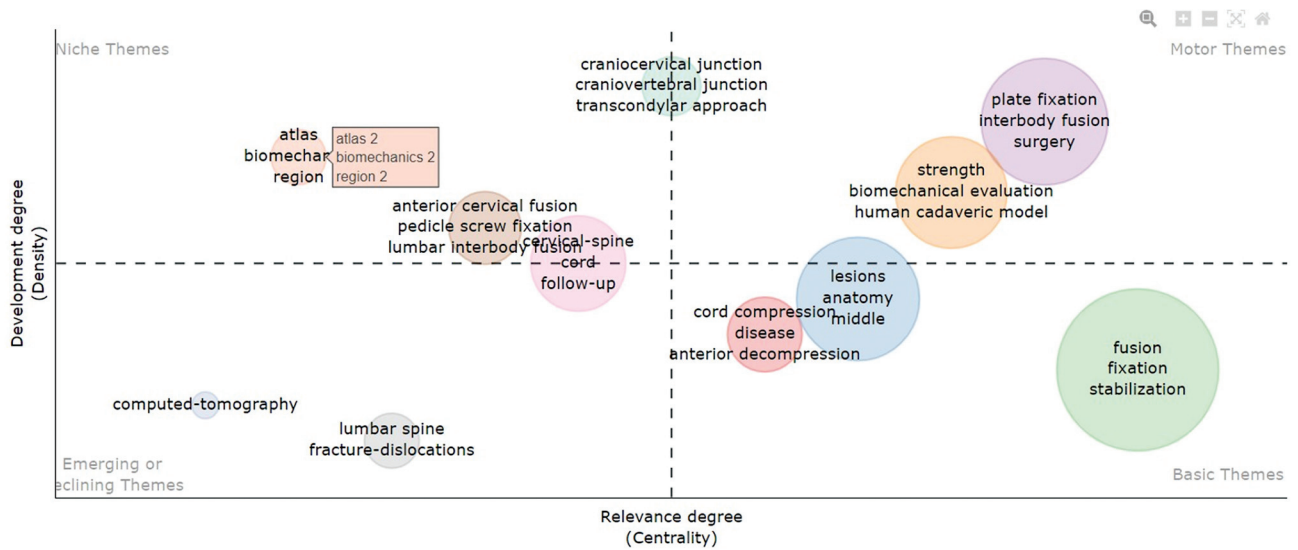 Niche Themes
Motor Themes
craniocervical junction
craniovertebral junction
transcondylar approach
plate fixation
interbody fusion
surgery
atlas
biomechan
region
atlas 2
biomechanics 2
region 2
strength
biomechanical evaluation
human cadaveric model
anterior cervical fusion
pedicle screw fixation
lumbar interbody fusion
cervical-spine
cord
follow-up
lesions
anatomy
middle
cord compression
disease
anterior decompression
fusion
fixation
stabilization
computed-tomography
lumbar spine
fracture-dislocations
Emerging or
eclining Themes
Basic Themes
Development degree
(Density)
Relevance degree
(Centrality)